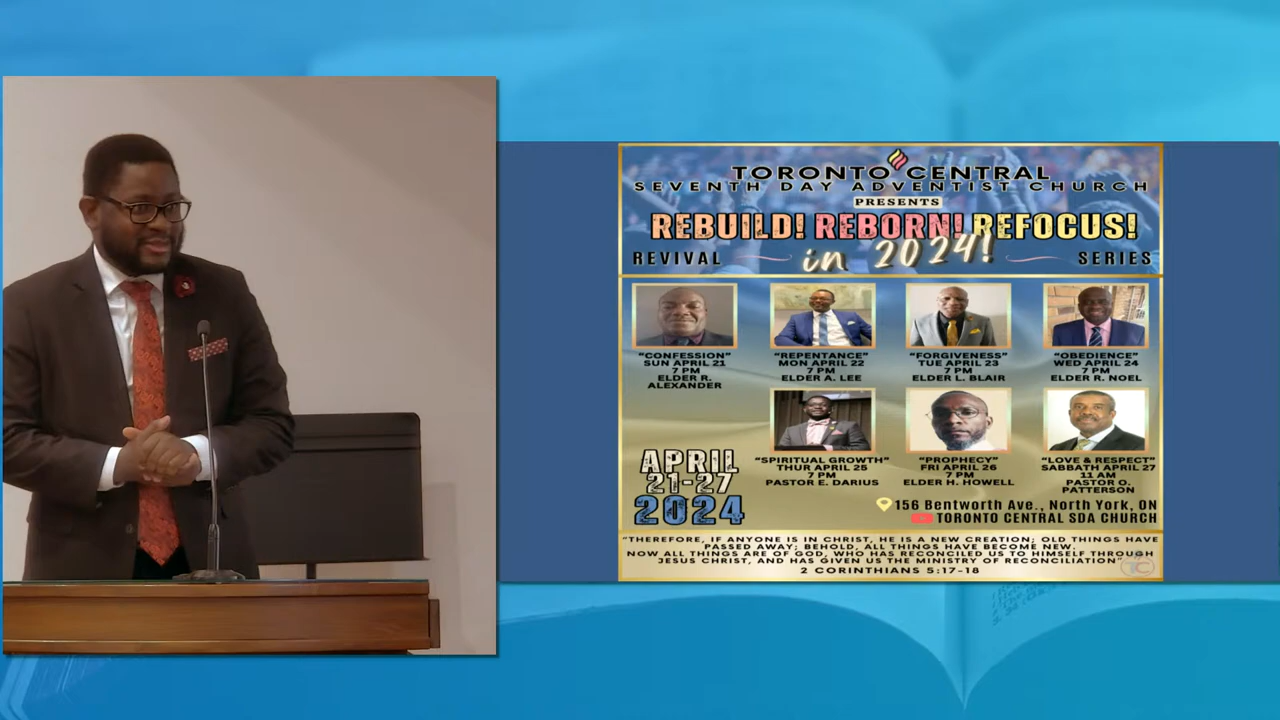 TORONTO CENTRAL
SEVENTH DAY ADVENTIST CHURCH
PRESENTS
REBUILD! REBORN! REFOCUS!
in 2024!
REVIVAL SERIES
"CONFESSION"
SUN APRIL 21
7 PM
ELDER R.
ALEXANDER
"REPENTANCE"
MON APRIL 22
7 PM
ELDER A. LEE
"FORGIVENESS"
TUE APRIL 23
7 PM
ELDER L. BLAIR
"OBEDIENCE"
WED APRIL 24
7 PM
ELDER R. NOEL
APRIL
21-27
2024
"SPIRITUAL GROWTH"
THUR APRIL 25
7 PM
PASTOR E. DARIUS
"PROPHECY"
FRI APRIL 26
7 PM
ELDER H. HOWELL
"LOVE & RESPECT"
SABBATH APRIL 27
11 AM
PASTOR O.
PATTERSON
156 Bentworth Ave., North York, ON
TORONTO CENTRAL SDA CHURCH
"THEREFORE, IF ANYONE IS IN CHRIST, HE IS A NEW CREATION; OLD THINGS HAVE
PASSED AWAY; BEHOLD, ALL THINGS HAVE BECOME NEW.
NOW ALL THINGS ARE OF GOD, WHO HAS RECONCILED US TO HIMSELF THROUGH
JESUS CHRIST, AND HAS GIVEN US THE MINISTRY OF RECONCILIATION"
2 CORINTHIANS 5:17-18